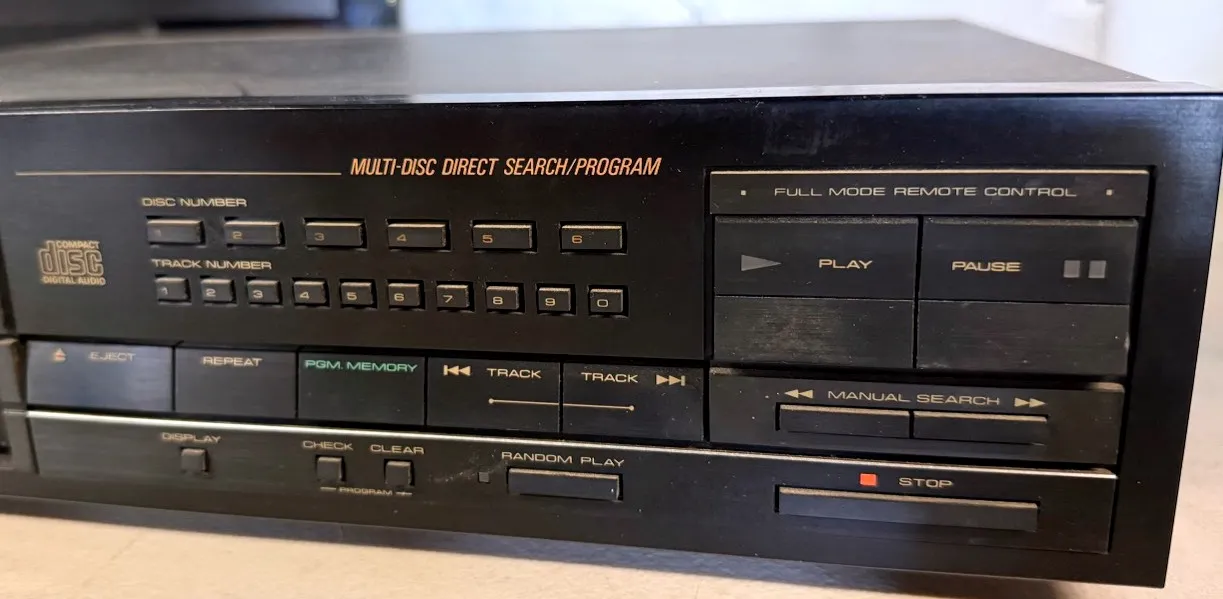 MULTI-DISC DIRECT SEARCH/PROGRAM
FULL MODE REMOTE CONTROL
DISC NUMBER
1 2 3 4 5 6
COMPACT
disc
DIGITAL AUDIO
TRACK NUMBER
1 2 3 4 5 6 7 8 9 0
PLAY
PAUSE
EJECT
REPEAT
PGM. MEMORY
TRACK
TRACK
MANUAL SEARCH
DISPLAY
CHECK
CLEAR
PROGRAM
RANDOM PLAY
STOP